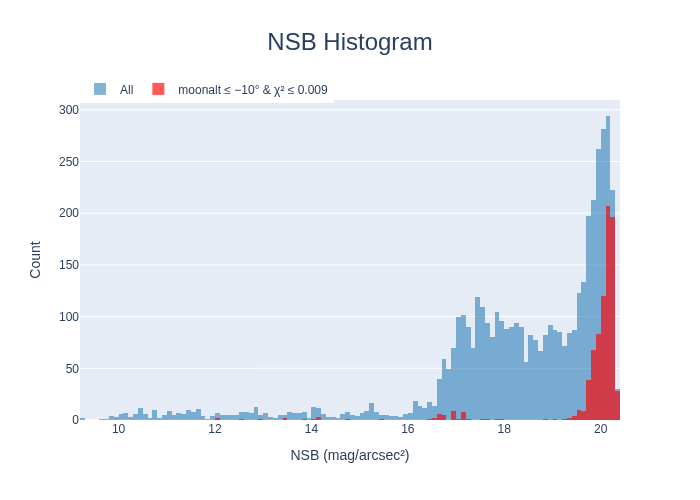 NSB Histogram
All
moonalt ≤ −10° & χ² ≤ 0.009
300
250
200
150
100
50
0
Count
10 12 14 16 18 20
NSB (mag/arcsec²)